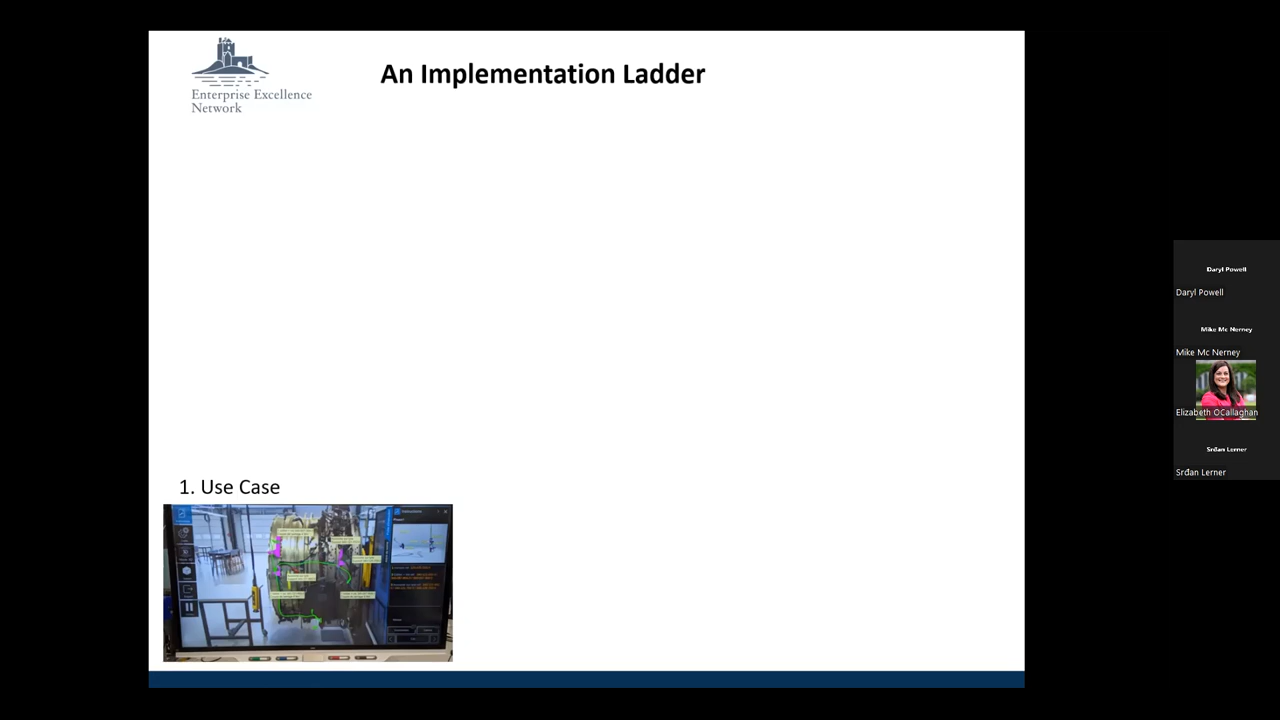 An Implementation Ladder
Enterprise Excellence
Network
Daryl Powell
Daryl Powell
Mike Mc Nerney
Mike Mc Nerney
Elizabeth OCallaghan
Srđan Lerner
Srđan Lerner
1. Use Case